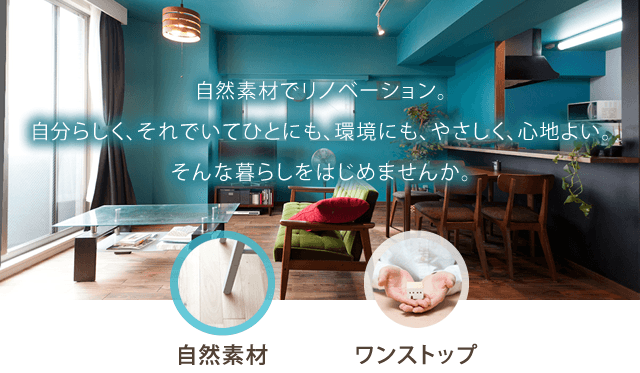 自然素材でリノベーション。
自分らしく、それでいてひとにも、環境にも、やさしく、心地よい。
そんな暮らしをはじめませんか。
自然素材
ワンストップ